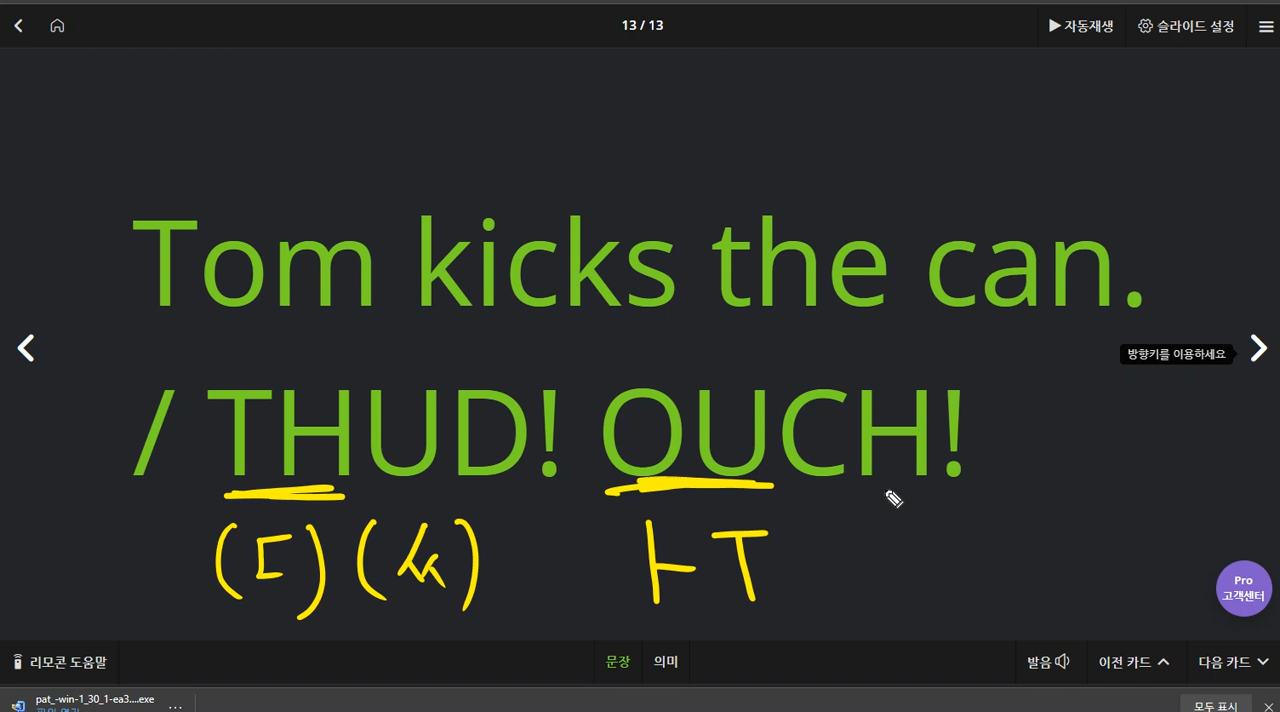 13 / 13
자동재생
슬라이드 설정
Tom kicks the can.
방향키를 이용하세요
/ THUD! OUCH!
(ㄷ) (ㅆ) ㅏㅜ
Pro
고객센터
리모콘 도움말
문장
의미
발음
이전 카드
다음 카드
pat_-win-1_30_1-ea3....exe
...
모두 표시